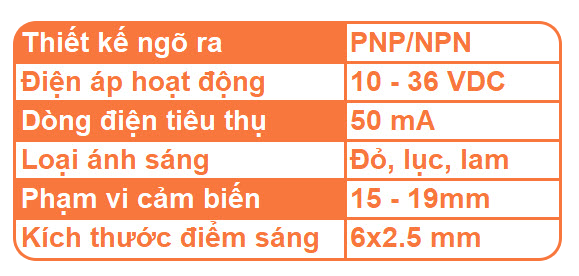 Thiết kế ngõ ra PNP/NPN
Điện áp hoạt động 10 - 36 VDC
Dòng điện tiêu thụ 50 mA
Loại ánh sáng Đỏ, lục, lam
Phạm vi cảm biến 15 - 19mm
Kích thước điểm sáng 6x2.5 mm